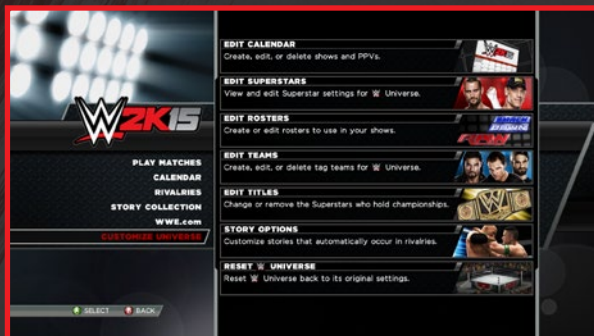 W 2K15
PLAY MATCHES
CALENDAR
RIVALRIES
STORY COLLECTION
WWE.com
CUSTOMIZE UNIVERSE
EDIT CALENDAR
Create, edit, or delete shows and PPVs.
EDIT SUPERSTARS
View and edit Superstar settings for W Universe.
EDIT ROSTERS
Create or edit rosters to use in your shows.
SMACK DOWN
RAW
EDIT TEAMS
Create, edit, or delete tag teams for W Universe.
EDIT TITLES
Change or remove the Superstars who hold championships.
STORY OPTIONS
Customize stories that automatically occur in rivalries.
RESET W UNIVERSE
Reset W Universe back to its original settings.
A SELECT B BACK